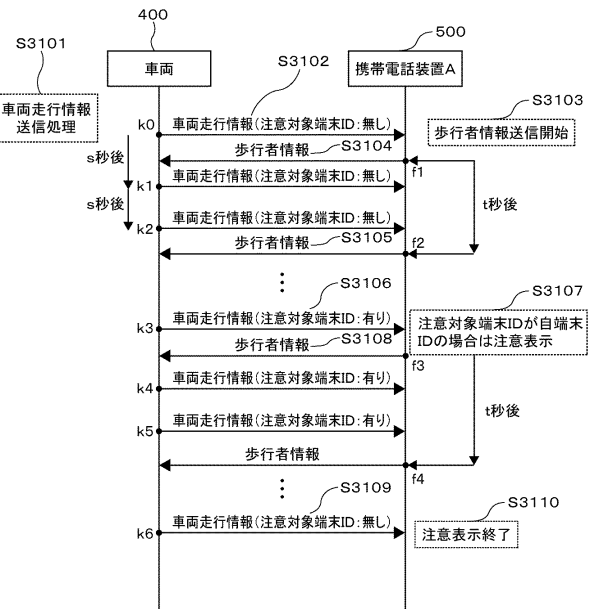 400
500
S3101
車両
携帯電話装置A
S3102
車両走行情報
送信処理
S3103
k0
車両走行情報(注意対象端末ID:無し)
歩行者情報送信開始
歩行者情報
S3104
f1
s秒後
k1
車両走行情報(注意対象端末ID:無し)
t秒後
s秒後
k2
車両走行情報(注意対象端末ID:無し)
歩行者情報
S3105
f2
S3106
S3107
k3
車両走行情報(注意対象端末ID:有り)
注意対象端末IDが自端末
IDの場合は注意表示
歩行者情報
S3108
f3
k4
車両走行情報(注意対象端末ID:有り)
t秒後
k5
車両走行情報(注意対象端末ID:有り)
歩行者情報
f4
S3109
S3110
k6
車両走行情報(注意対象端末ID:無し)
注意表示終了